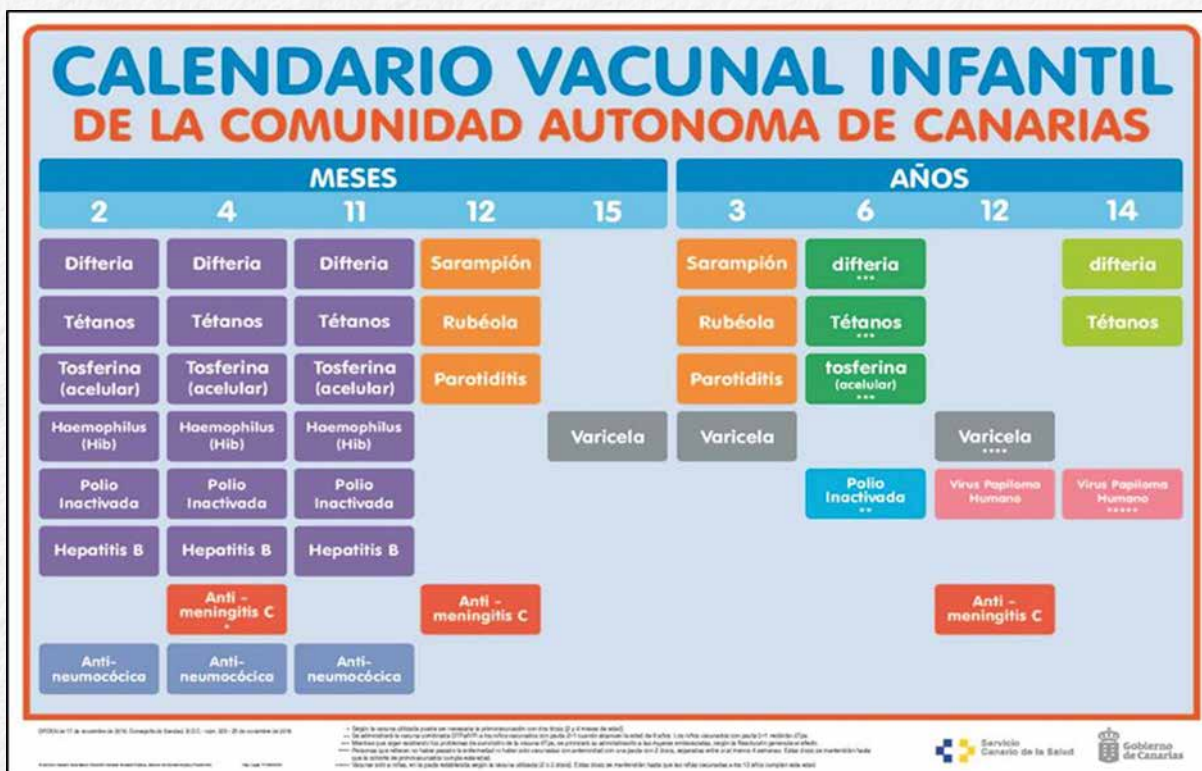 CALENDARIO VACUNAL INFANTIL
DE LA COMUNIDAD AUTONOMA DE CANARIAS
MESES AÑOS
2 4 11 12 15 3 6 12 14
Difteria Difteria Difteria Sarampión Sarampión difteria difteria
***
Tétanos Tétanos Tétanos Rubéola Rubéola Tétanos Tétanos
***
Tosferina Tosferina Tosferina Parotiditis Parotiditis tosferina
(acelular) (acelular) (acelular) (acelular)
***
Haemophilus Haemophilus Haemophilus Varicela Varicela Varicela
(Hib) (Hib) (Hib) ****
Polio Polio Polio Polio Virus Papiloma Virus Papiloma
Inactivada Inactivada Inactivada Inactivada Humano Humano
** *****
Hepatitis B Hepatitis B Hepatitis B
Anti - Anti - Anti -
meningitis C meningitis C meningitis C
*
Anti- Anti- Anti-
neumocócica neumocócica neumocócica
Servicio
Canario de la Salud
Gobierno
de Canarias